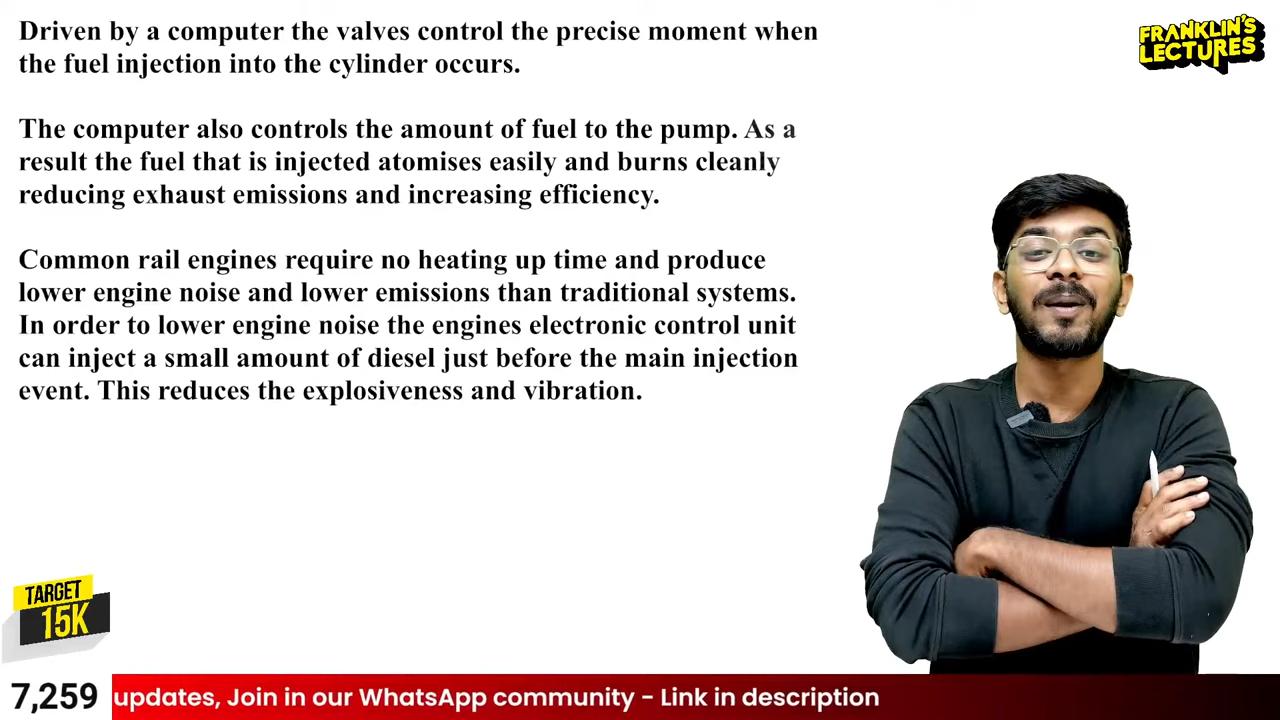 Driven by a computer the valves control the precise moment when
the fuel injection into the cylinder occurs.
The computer also controls the amount of fuel to the pump. As a
result the fuel that is injected atomises easily and burns cleanly
reducing exhaust emissions and increasing efficiency.
Common rail engines require no heating up time and produce
lower engine noise and lower emissions than traditional systems.
In order to lower engine noise the engines electronic control unit
can inject a small amount of diesel just before the main injection
event. This reduces the explosiveness and vibration.
FRANKLIN'S
LECTURES
TARGET
15K
7,259
updates, Join in our WhatsApp community - Link in description